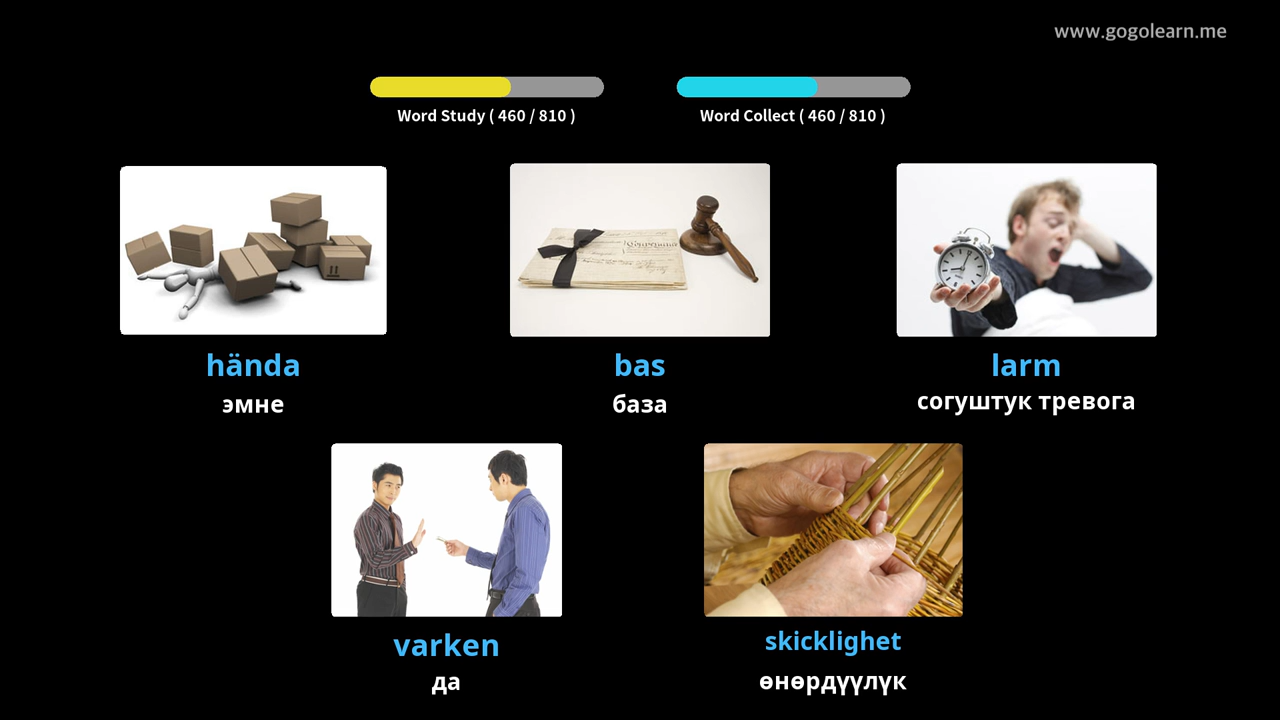 www.gogolearn.me
Word Study ( 460 / 810 )
Word Collect ( 460 / 810 )
hända
эмне
bas
база
larm
согуштук тревога
varken
да
skicklighet
өнөрдүүлүк